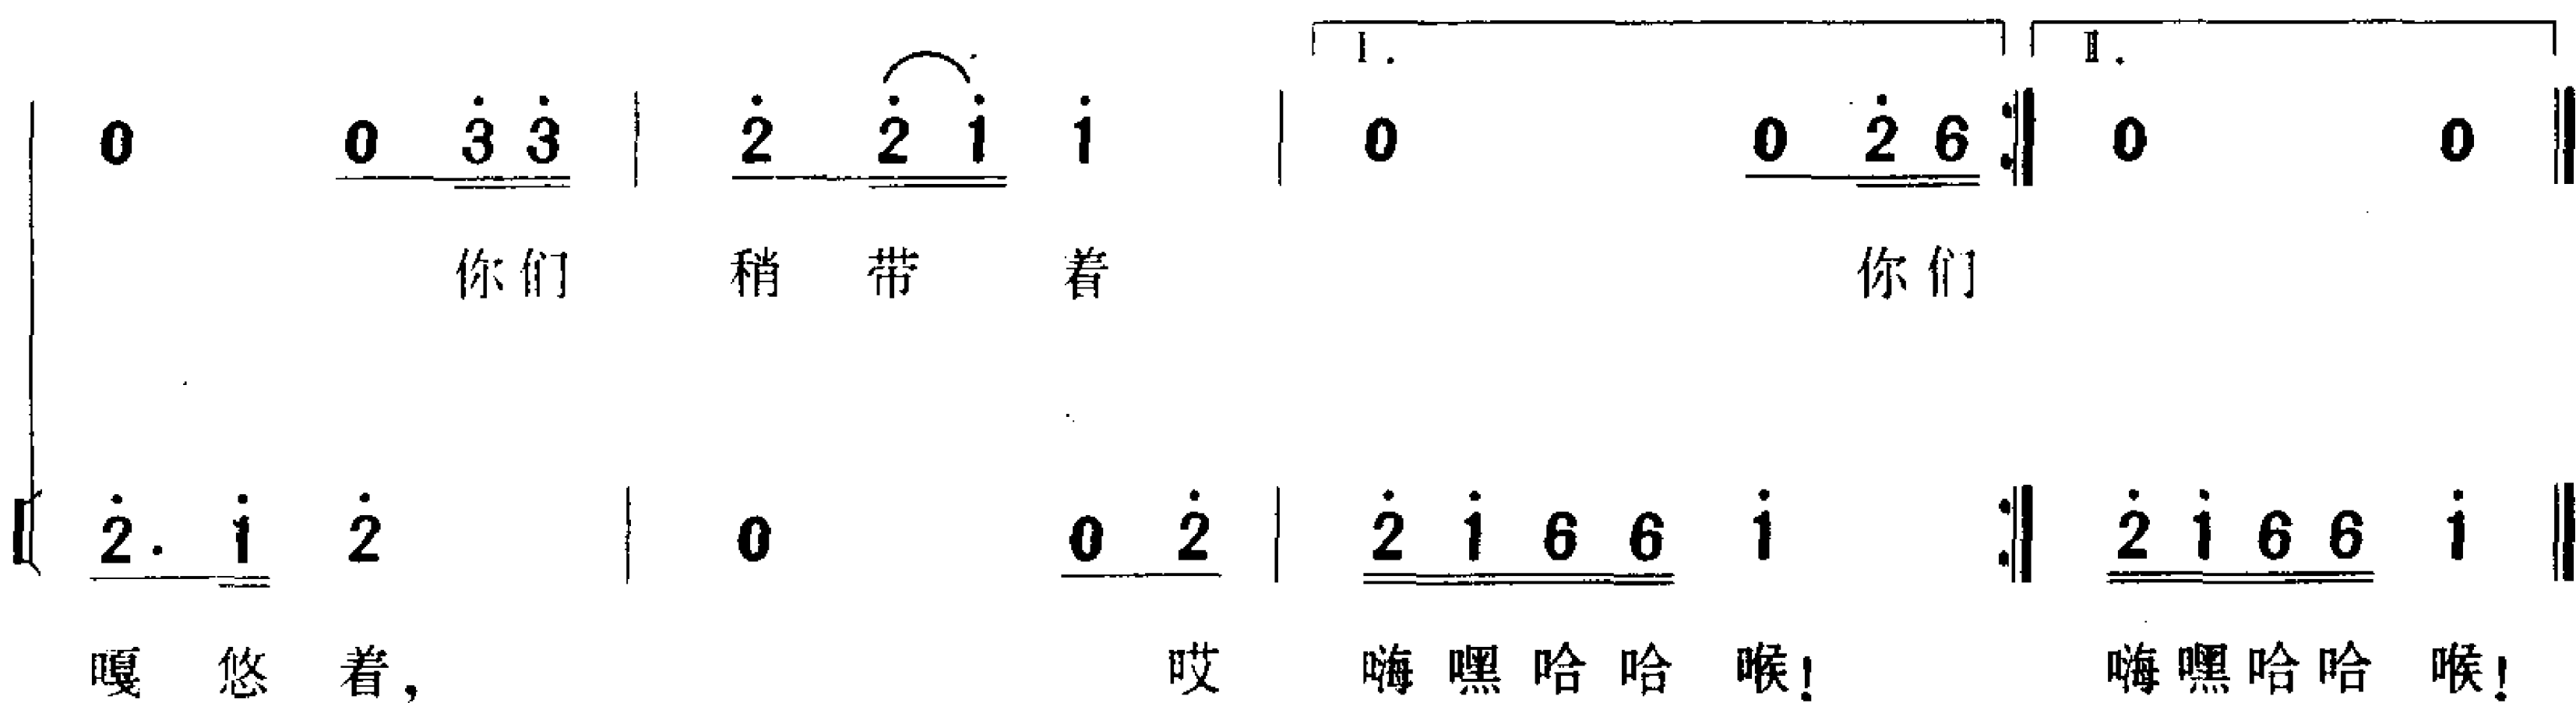 I. II.
0 0 3̇ 3̇ | 2̇ 2̇ 1̇ 1̇ | 0 0 2̇ 6 :| 0 0 ||
你们 稍 带 着 你们
2̇. 1̇ 2̇ | 0 0 2̇ | 2̇ 1̇ 6 6 1̇ :| 2̇ 1̇ 6 6 1̇ ||
嘎 悠 着, 哎 嗨 嘿 哈 哈 喉! 嗨 嘿 哈 哈 喉!